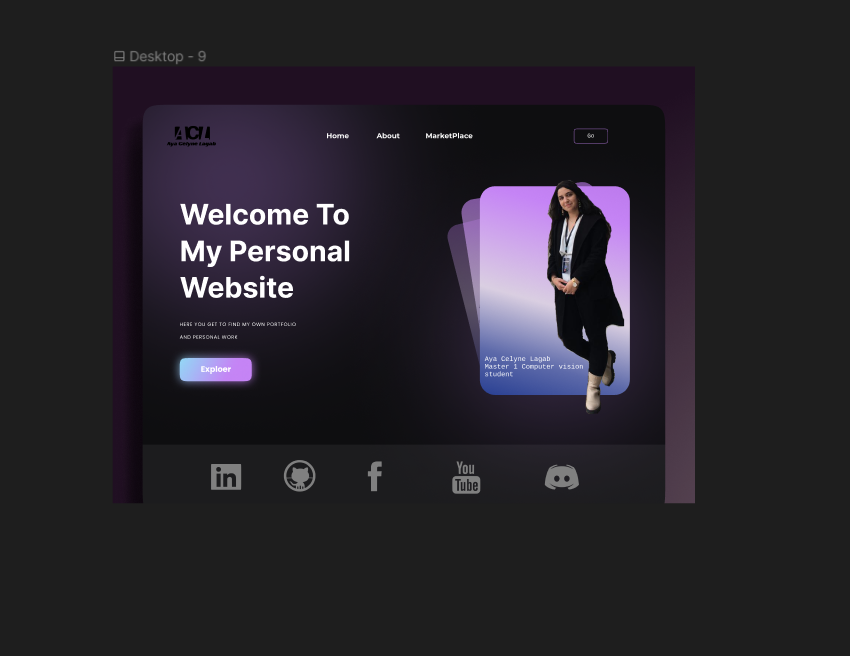 Desktop - 9
ACL
Aya Celyne Lagab
Home
About
MarketPlace
Go
Welcome To
My Personal
Website
HERE YOU GET TO FIND MY OWN PORTFOLIO
AND PERSONAL WORK
Exploer
Aya Celyne Lagab
Master 1 Computer vision
student
in
f
You
Tube